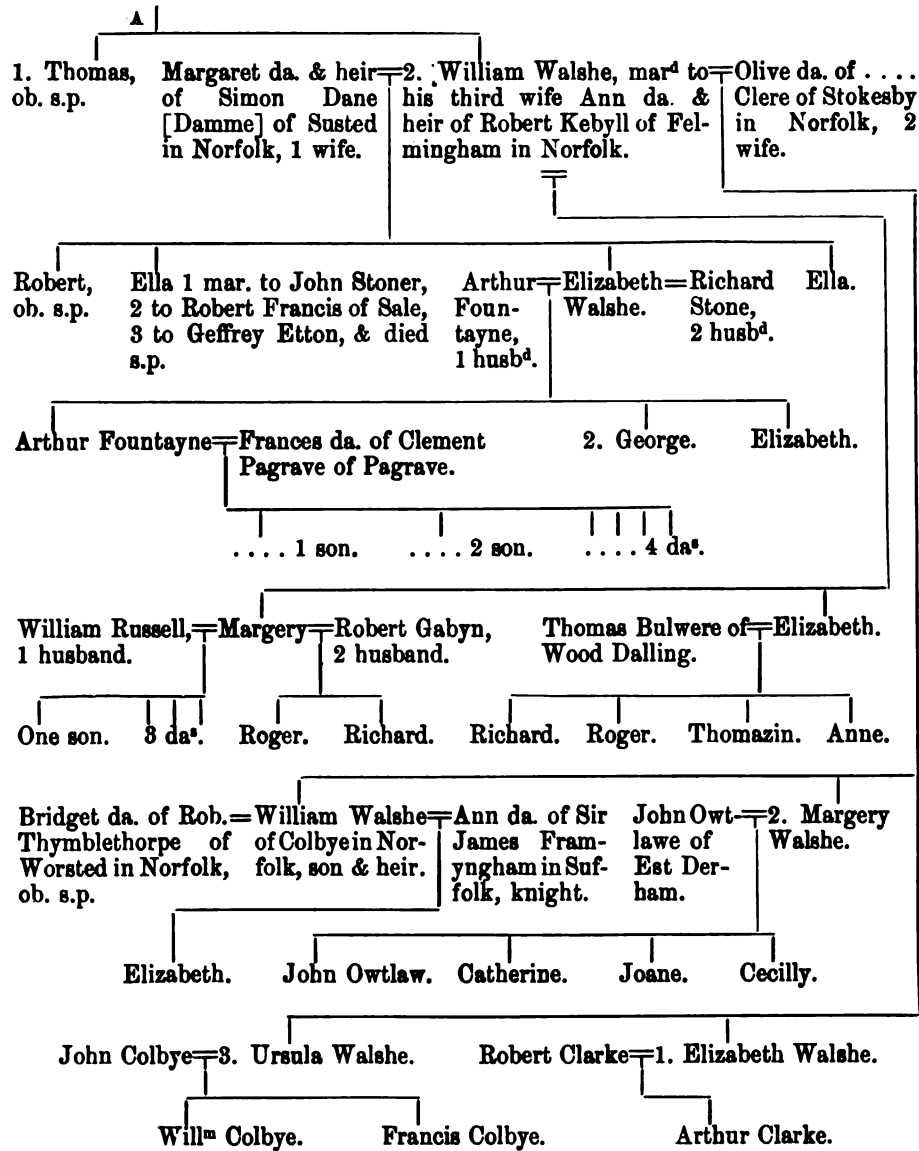 A
1. Thomas,
ob. s.p.
Margaret da. & heir
of Simon Dane
[Damme] of Susted
in Norfolk, 1 wife.
2. William Walshe, marᵈ to
his third wife Ann da. &
heir of Robert Kebyll of Fel-
mingham in Norfolk.
Olive da. of ....
Clere of Stokesby
in Norfolk, 2
wife.
Robert,
ob. s.p.
Ella 1 mar. to John Stoner,
2 to Robert Francis of Sale,
3 to Geffrey Etton, & died
s.p.
Arthur
Foun-
tayne,
1 husbᵈ.
Elizabeth
Walshe.
Richard
Stone,
2 husbᵈ.
Ella.
Arthur Fountayne
Frances da. of Clement
Pagrave of Pagrave.
2. George.
Elizabeth.
.... 1 son.
.... 2 son.
.... 4 daˢ.
William Russell,
1 husband.
Margery
Robert Gabyn,
2 husband.
Thomas Bulwere of
Wood Dalling.
Elizabeth.
One son.
3 daˢ.
Roger.
Richard.
Richard.
Roger.
Thomazin.
Anne.
Bridget da. of Rob.
Thymblethorpe of
Worsted in Norfolk,
ob. s.p.
William Walshe
of Colbye in Nor-
folk, son & heir.
Ann da. of Sir
James Fram-
yngham in Suf-
folk, knight.
John Owt-
lawe of
Est Der-
ham.
2. Margery
Walshe.
Elizabeth.
John Owtlaw.
Catherine.
Joane.
Cecilly.
John Colbye
3. Ursula Walshe.
Robert Clarke
1. Elizabeth Walshe.
Willᵐ Colbye.
Francis Colbye.
Arthur Clarke.